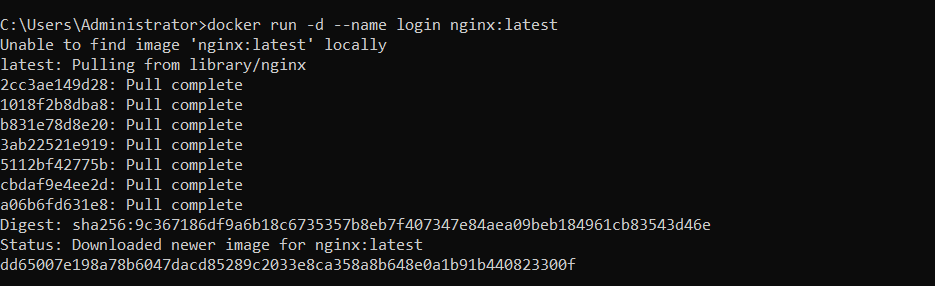 C:\Users\Administrator>docker run -d --name login nginx:latest
Unable to find image 'nginx:latest' locally
latest: Pulling from library/nginx
2cc3ae149d28: Pull complete
1018f2b8dba8: Pull complete
b831e78d8e20: Pull complete
3ab22521e919: Pull complete
5112bf42775b: Pull complete
cbdaf9e4ee2d: Pull complete
a06b6fd631e8: Pull complete
Digest: sha256:9c367186df9a6b18c6735357b8eb7f407347e84aea09beb184961cb83543d46e
Status: Downloaded newer image for nginx:latest
dd65007e198a78b6047dacd85289c2033e8ca358a8b648e0a1b91b440823300f